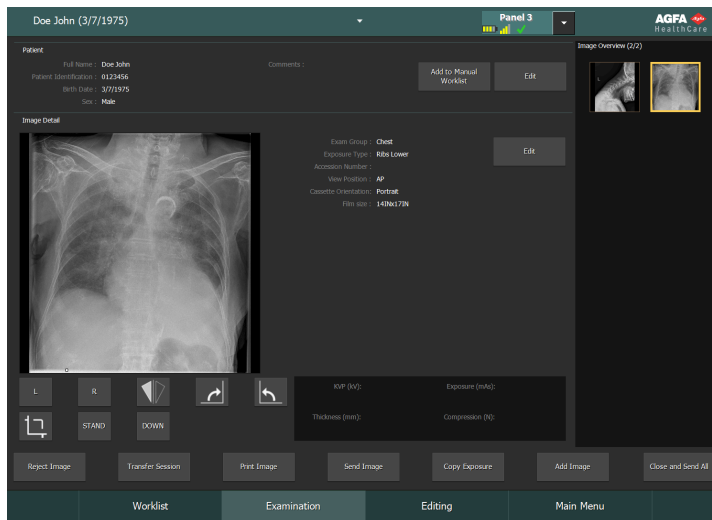 Doe John (3/7/1975)
Panel 3
AGFA
HealthCare
Patient
Full Name : Doe John
Patient Identification : 0123456
Birth Date : 3/7/1975
Sex : Male
Comments :
Add to Manual
Worklist
Edit
Image Overview (2/2)
L
Image Detail
Exam Group : Chest
Exposure Type : Ribs Lower
Accession Number :
View Position : AP
Cassette Orientation: Portrait
Film size : 14INx17IN
Edit
L
R
STAND
DOWN
KVP (kV):
Exposure (mAs):
Thickness (mm):
Compression (N):
Reject Image
Transfer Session
Print Image
Send Image
Copy Exposure
Add Image
Close and Send All
Worklist
Examination
Editing
Main Menu